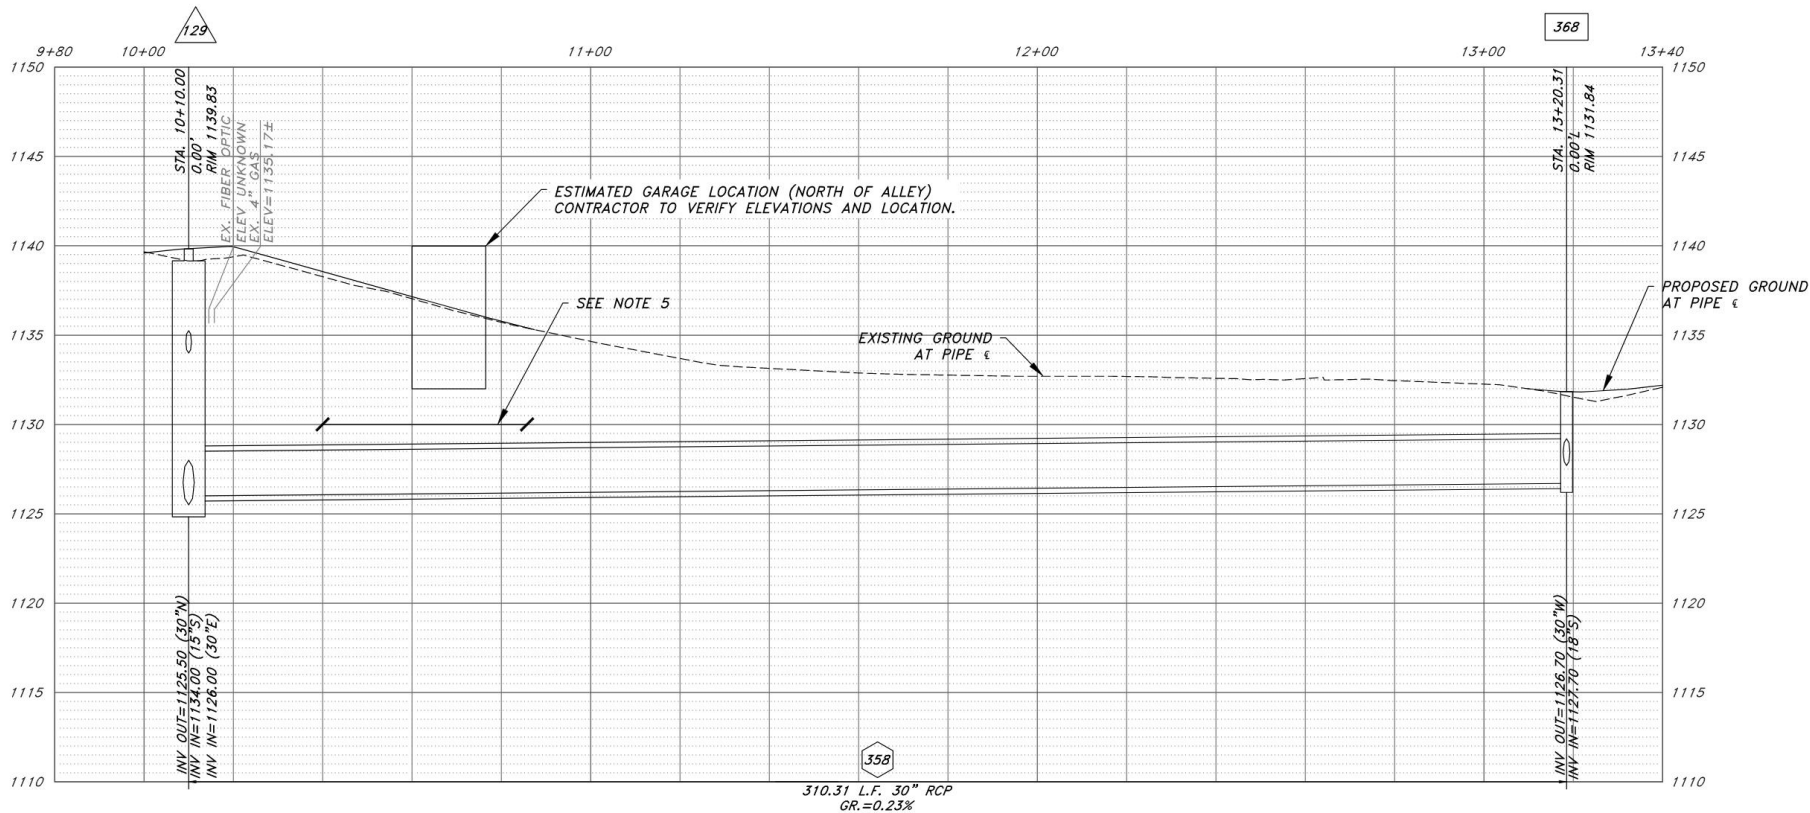 129
368
9+80
10+00
11+00
12+00
13+00
13+40
1150
1150
STA. 10+10.00
0.00'
RIM 1139.83
EX. FIBER OPTIC
ELEV UNKNOWN
EX. 4" GAS
ELEV=1135.17±
STA. 13+20.31
0.00'L
RIM 1131.84
1145
1145
ESTIMATED GARAGE LOCATION (NORTH OF ALLEY)
CONTRACTOR TO VERIFY ELEVATIONS AND LOCATION.
1140
1140
SEE NOTE 5
PROPOSED GROUND
AT PIPE ℄
1135
1135
EXISTING GROUND
AT PIPE ℄
1130
1130
1125
1125
1120
1120
INV OUT=1125.50 (30"N)
INV IN=1134.00 (15"S)
INV IN=1126.00 (30"E)
INV OUT=1126.70 (30"W)
INV IN=1127.70 (18"S)
1115
1115
1110
1110
358
310.31 L.F. 30" RCP
GR.=0.23%